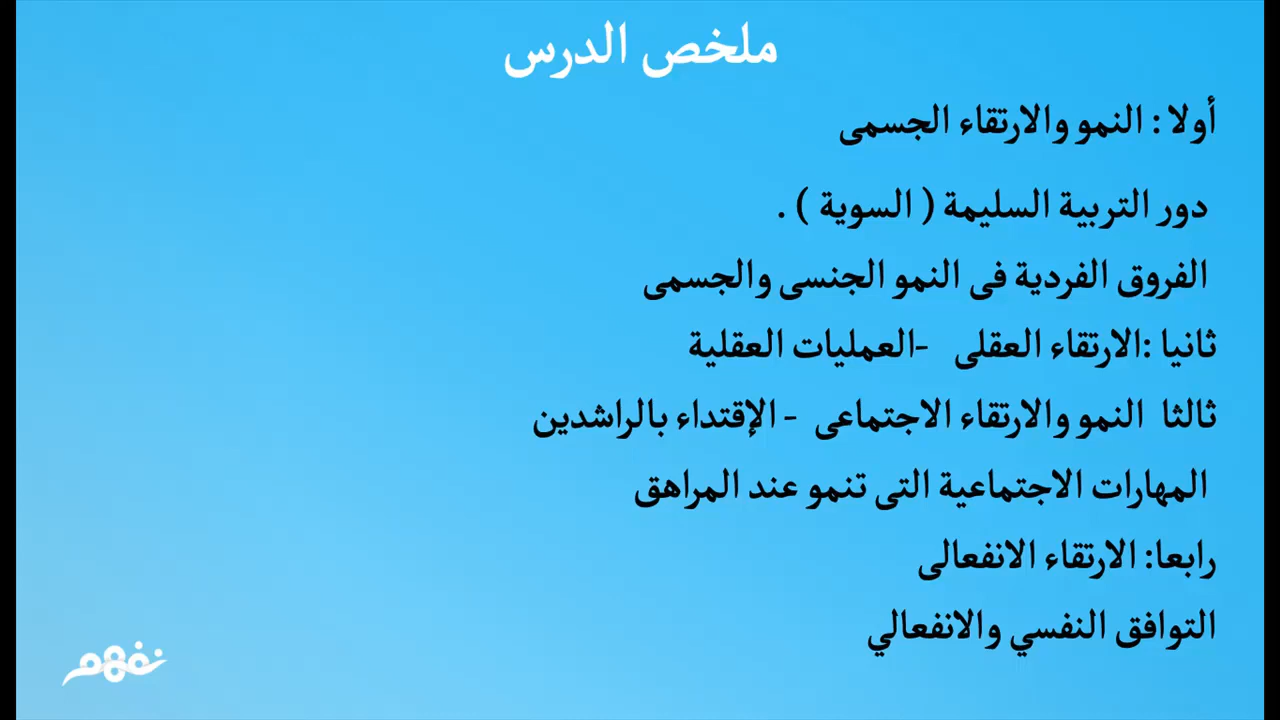 ملخص الدرس
أولا : النمو والارتقاء الجسمى
دور التربية السليمة ( السوية ) .
الفروق الفردية فى النمو الجنسى والجسمى
ثانيا :الارتقاء العقلى -العمليات العقلية
ثالثا النمو والارتقاء الاجتماعى - الإقتداء بالراشدين
المهارات الاجتماعية التى تنمو عند المراهق
رابعا: الارتقاء الانفعالى
التوافق النفسي والانفعالي
نفهم